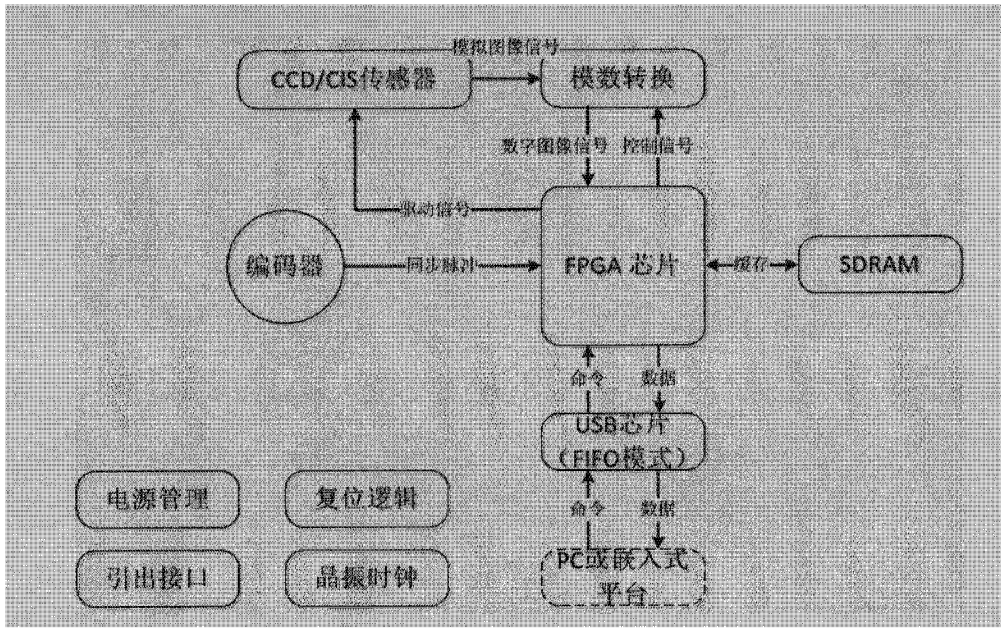 模拟图像信号
CCD/CIS传感器
模数转换
数字图像信号
控制信号
驱动信号
编码器
同步脉冲
FPGA 芯片
缓存
SDRAM
命令
数据
USB芯片
(FIFO模式)
电源管理
复位逻辑
命令
数据
引出接口
晶振时钟
PC或嵌入式
平台